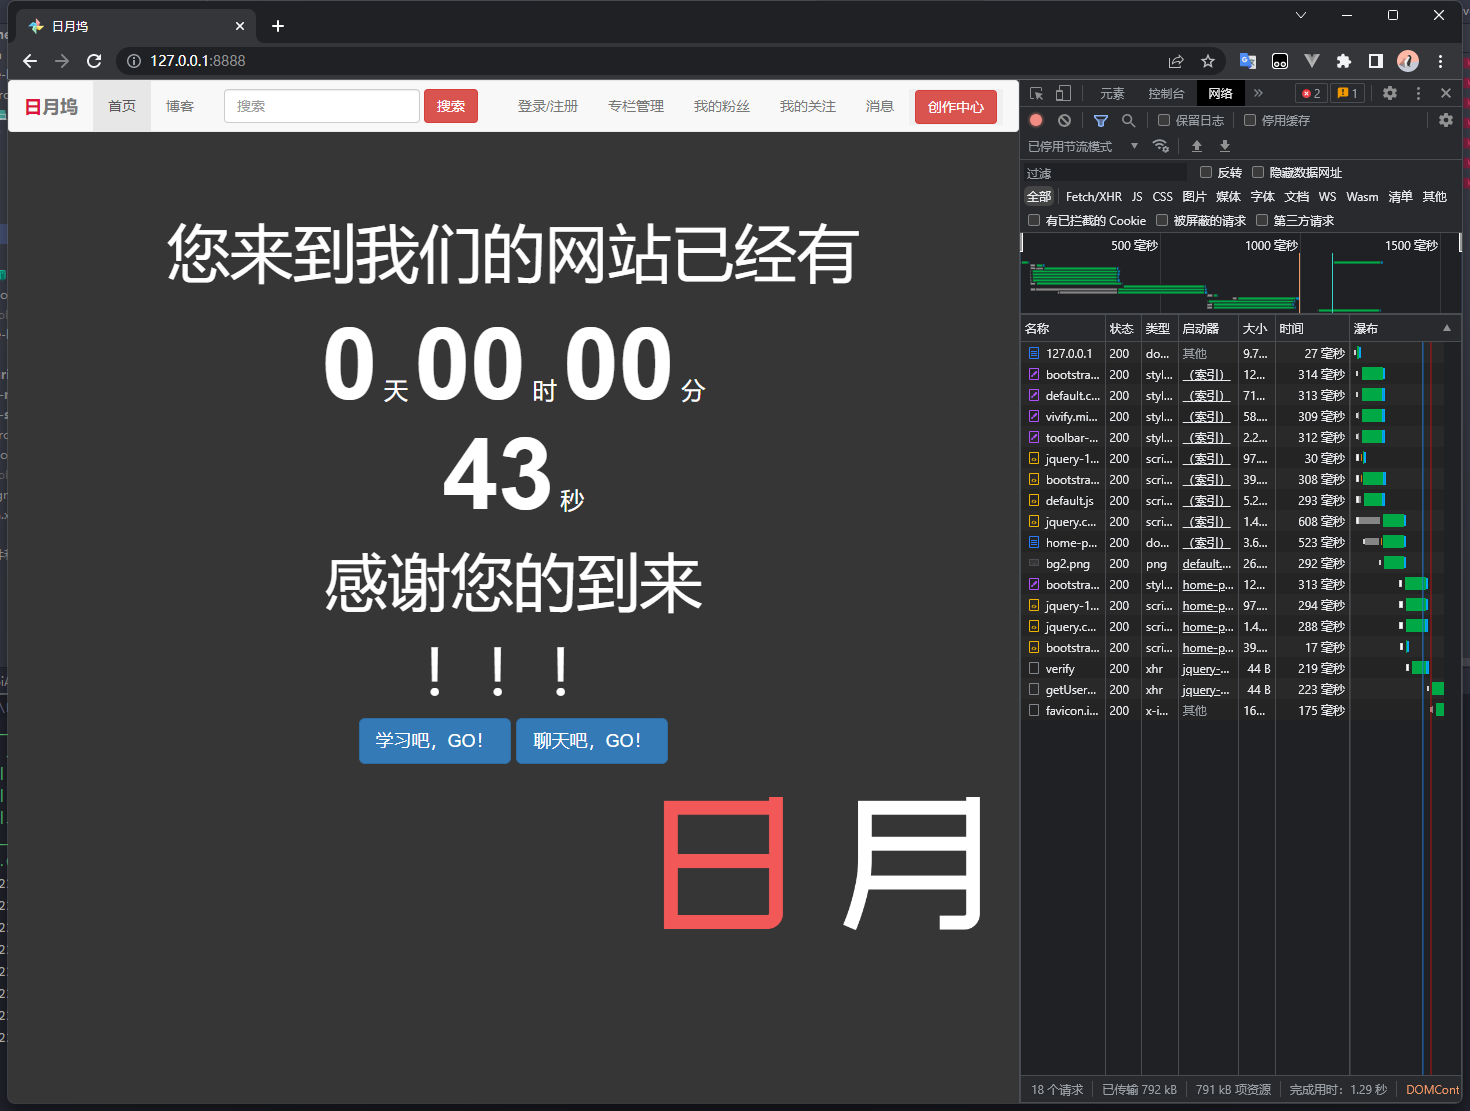 日月坞
127.0.0.1:8888
日月坞 首页 博客 搜索 搜索 登录/注册 专栏管理 我的粉丝 我的关注 消息 创作中心
您来到我们的网站已经有
0 天 00 时 00 分
43 秒
感谢您的到来
！！！
学习吧，GO！ 聊天吧，GO！
日 月
元素 控制台 网络 » 2 1
保留日志 停用缓存
已停用节流模式
过滤 反转 隐藏数据网址
全部 Fetch/XHR JS CSS 图片 媒体 字体 文档 WS Wasm 清单 其他
有已拦截的 Cookie 被屏蔽的请求 第三方请求
500 毫秒 1000 毫秒 1500 毫秒
名称 状态 类型 启动器 大小 时间 瀑布
127.0.0.1 200 do... 其他 9.7... 27 毫秒
bootstra... 200 styl... （索引） 12... 314 毫秒
default.c... 200 styl... （索引） 71... 313 毫秒
vivify.mi... 200 styl... （索引） 58.... 309 毫秒
toolbar-... 200 styl... （索引） 2.2... 312 毫秒
jquery-1... 200 scri... （索引） 97.... 30 毫秒
bootstra... 200 scri... （索引） 39.... 308 毫秒
default.js 200 scri... （索引） 5.2... 293 毫秒
jquery.c... 200 scri... （索引） 1.4... 608 毫秒
home-p... 200 do... （索引） 3.6... 523 毫秒
bg2.png 200 png default.... 26.... 292 毫秒
bootstra... 200 styl... home-p... 12... 313 毫秒
jquery-1... 200 scri... home-p... 97.... 294 毫秒
jquery.c... 200 scri... home-p... 1.4... 288 毫秒
bootstra... 200 scri... home-p... 39.... 17 毫秒
verify 200 xhr jquery-... 44 B 219 毫秒
getUser... 200 xhr jquery-... 44 B 223 毫秒
favicon.i... 200 x-i... 其他 16... 175 毫秒
18 个请求 已传输 792 kB 791 kB 项资源 完成用时：1.29 秒 DOMCont